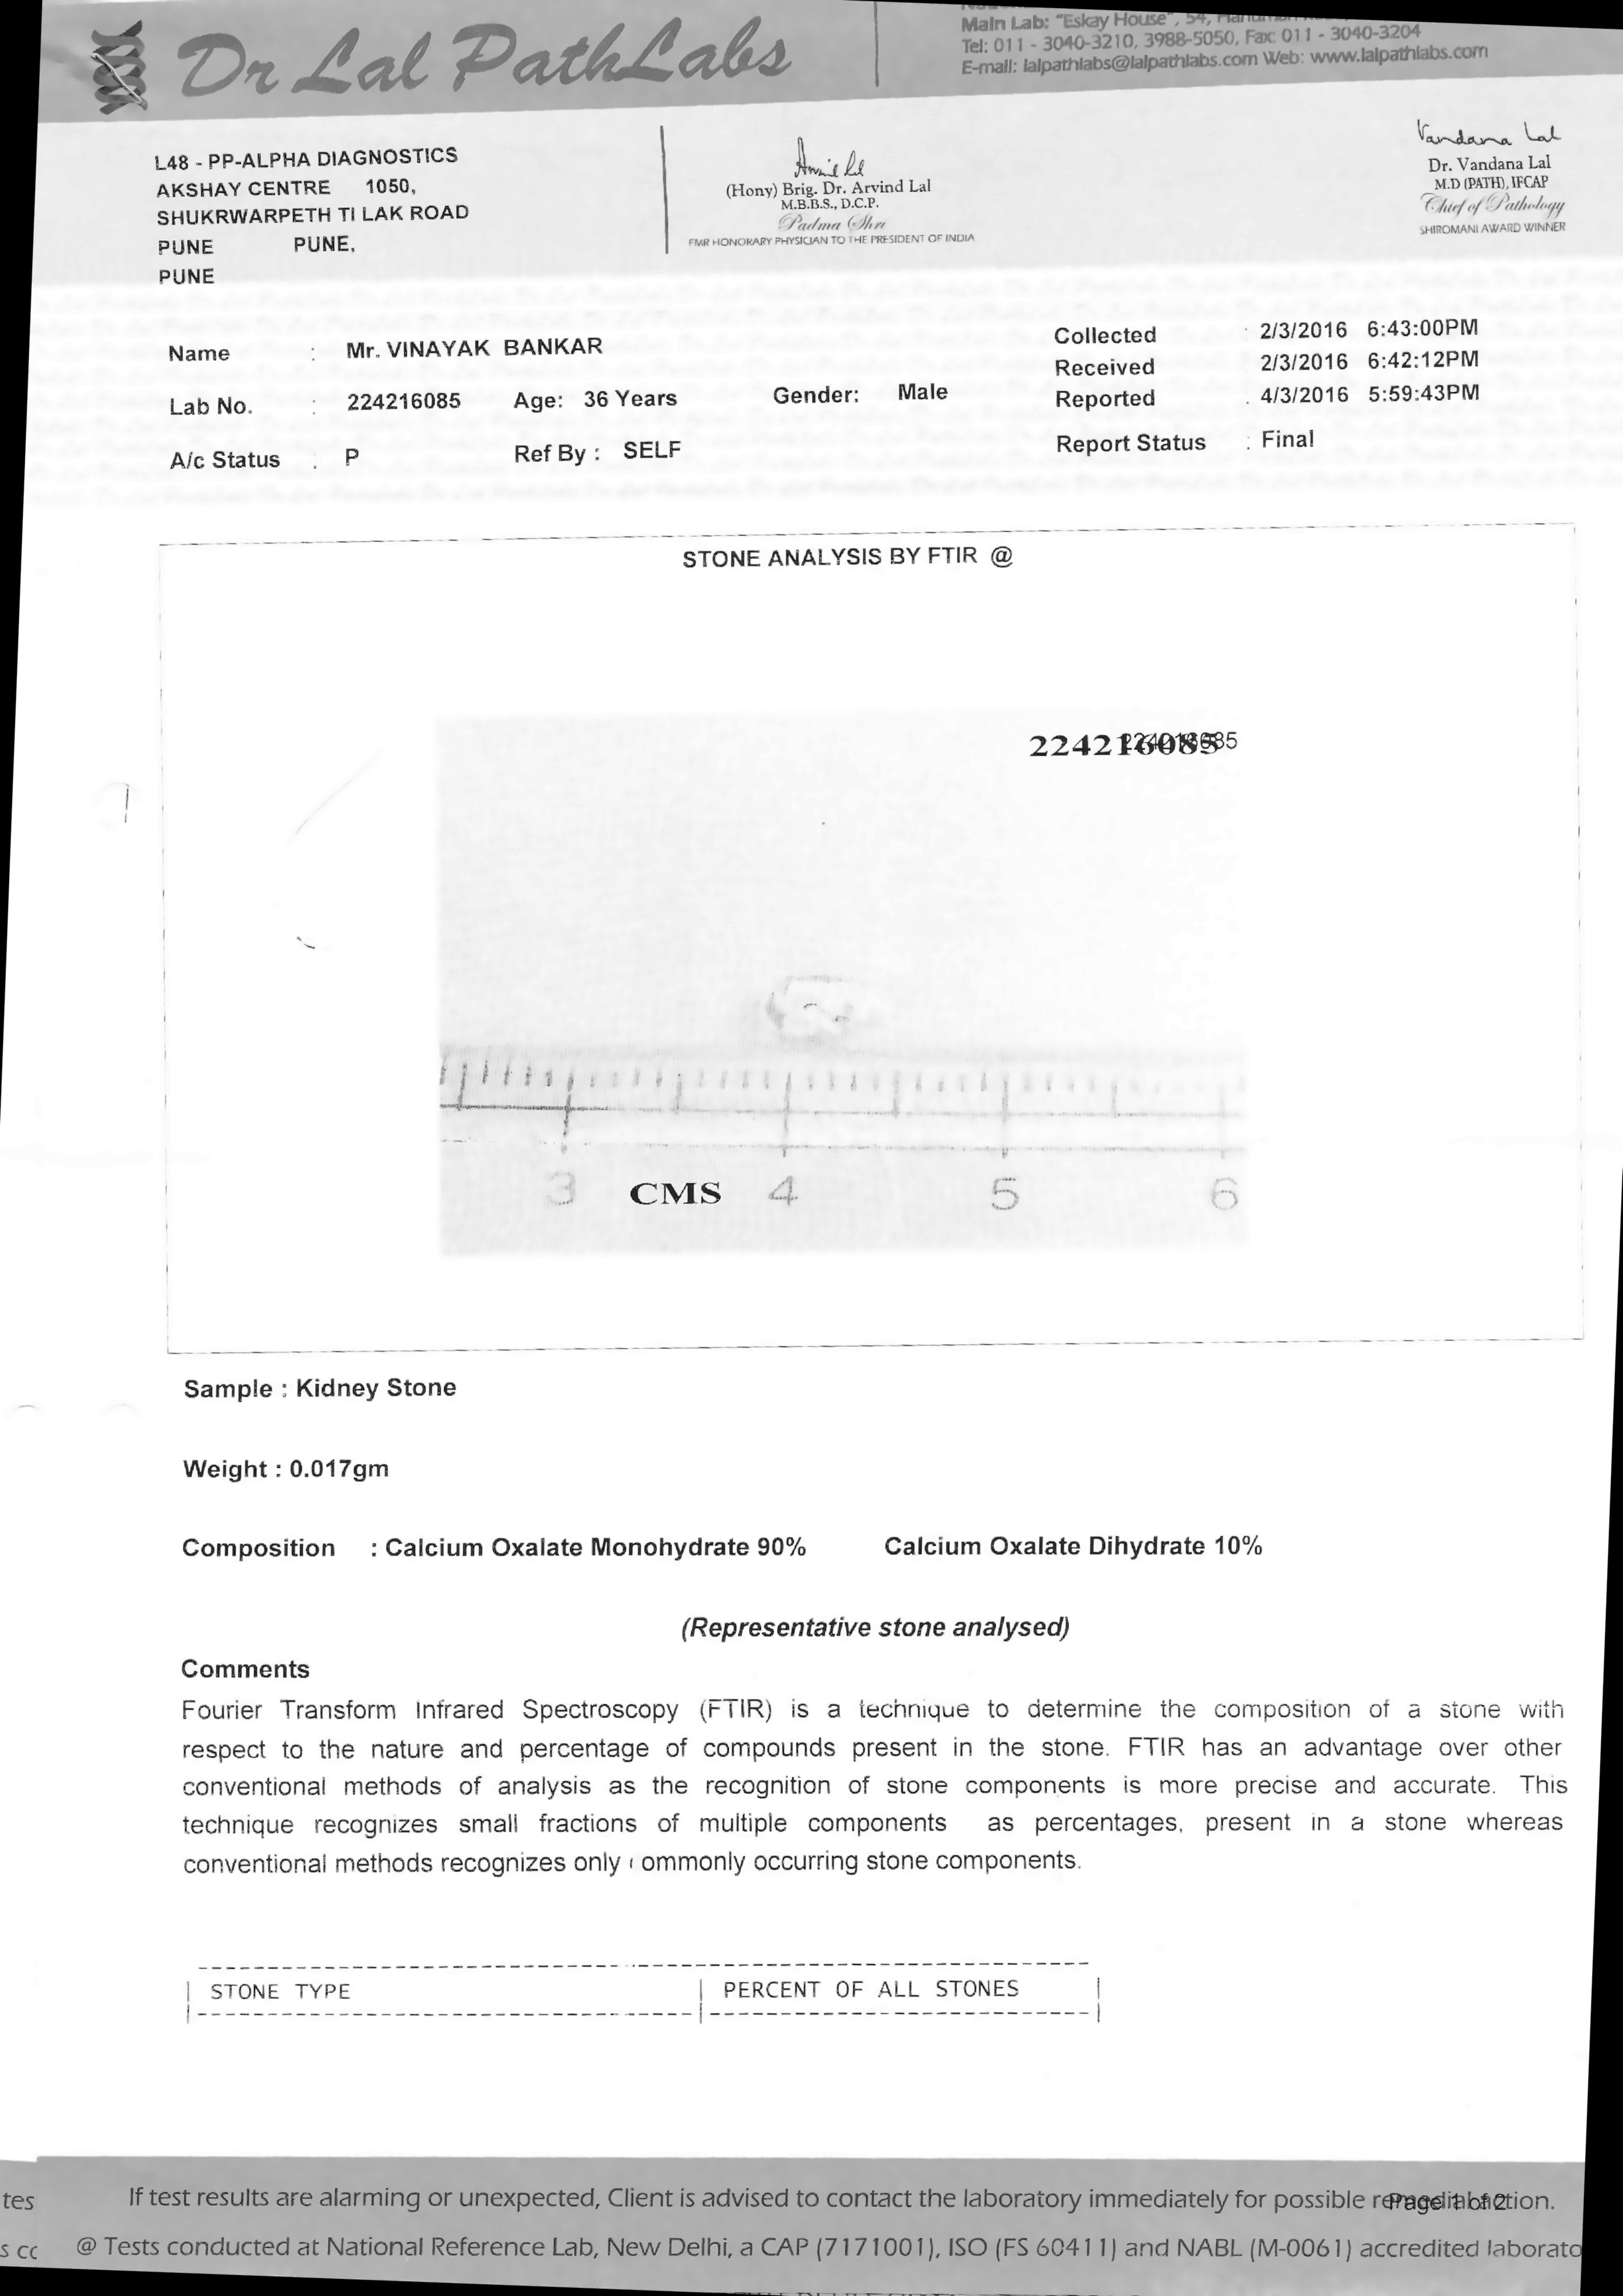 Dr Lal PathLabs
Main Lab: "Eskay House", 54,
Tel: 011 - 3040-3210, 3988-5050, Fax: 011 - 3040-3204
E-mail: lalpathlabs@lalpathlabs.com Web: www.lalpathlabs.com
L48 - PP-ALPHA DIAGNOSTICS
AKSHAY CENTRE 1050,
SHUKRWARPETH TI LAK ROAD
PUNE PUNE,
PUNE
(Hony) Brig. Dr. Arvind Lal
M.B.B.S., D.C.P.
Padma Shri
FMR HONORARY PHYSICIAN TO THE PRESIDENT OF INDIA
Vandana Lal
Dr. Vandana Lal
M.D (PATH), IFCAP
Chief of Pathology
SHIROMANI AWARD WINNER
Name : Mr. VINAYAK BANKAR
Lab No. : 224216085 Age: 36 Years Gender: Male
A/c Status : P Ref By : SELF
Collected : 2/3/2016 6:43:00PM
Received 2/3/2016 6:42:12PM
Reported : 4/3/2016 5:59:43PM
Report Status : Final
STONE ANALYSIS BY FTIR @
224216085
3 CMS 4 5 6
Sample : Kidney Stone
Weight : 0.017gm
Composition : Calcium Oxalate Monohydrate 90% Calcium Oxalate Dihydrate 10%
(Representative stone analysed)
Comments
Fourier Transform Infrared Spectroscopy (FTIR) is a technique to determine the composition of a stone with
respect to the nature and percentage of compounds present in the stone. FTIR has an advantage over other
conventional methods of analysis as the recognition of stone components is more precise and accurate. This
technique recognizes small fractions of multiple components as percentages, present in a stone whereas
conventional methods recognizes only ommonly occurring stone components.
STONE TYPE | PERCENT OF ALL STONES
tes
If test results are alarming or unexpected, Client is advised to contact the laboratory immediately for possible
Page 1 of 2
@ Tests conducted at National Reference Lab, New Delhi, a CAP (7171001), ISO (FS 60411) and NABL (M-0061) accredited laborato